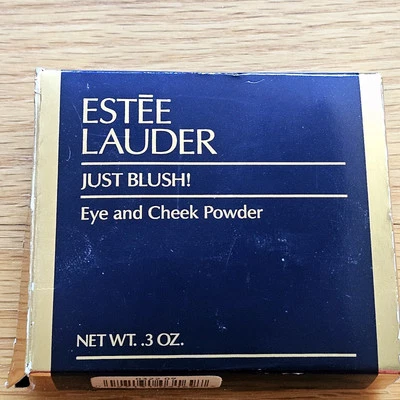 ESTĒE
LAUDER
JUST BLUSH!
Eye and Cheek Powder
NET WT. .3 OZ.